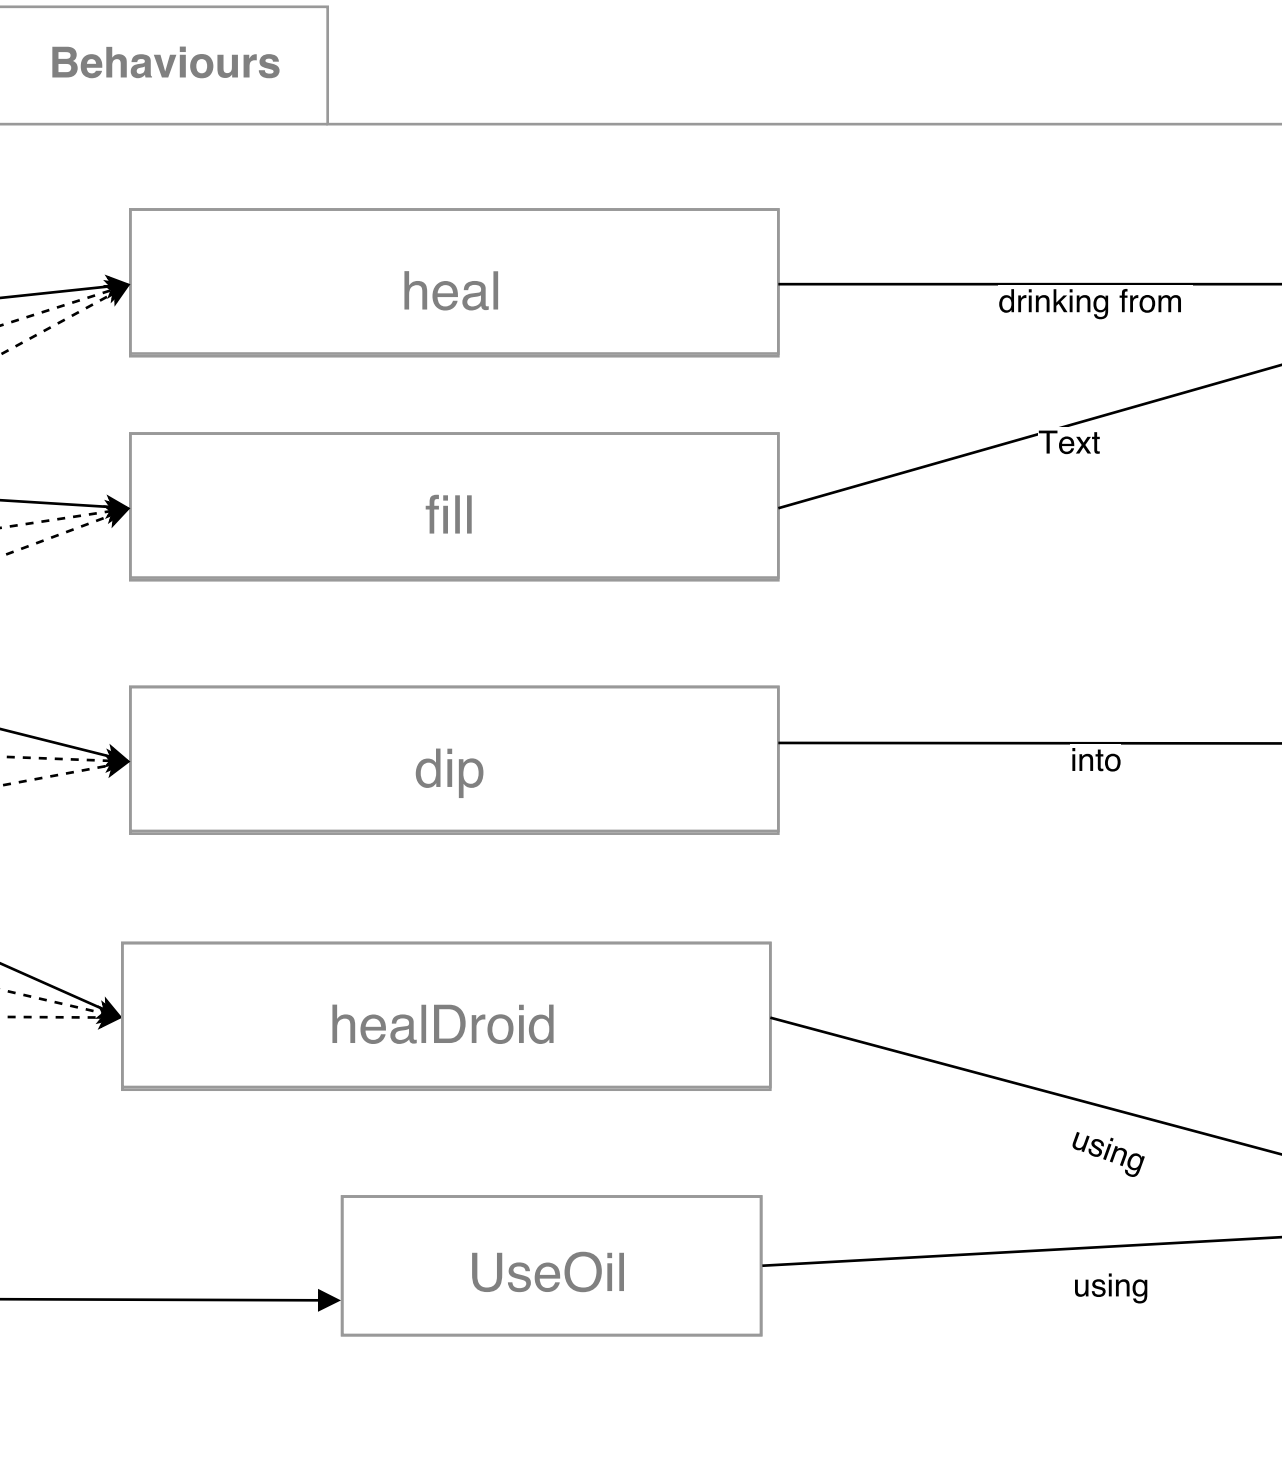 Behaviours
heal
drinking from
fill
Text
dip
into
healDroid
using
UseOil
using